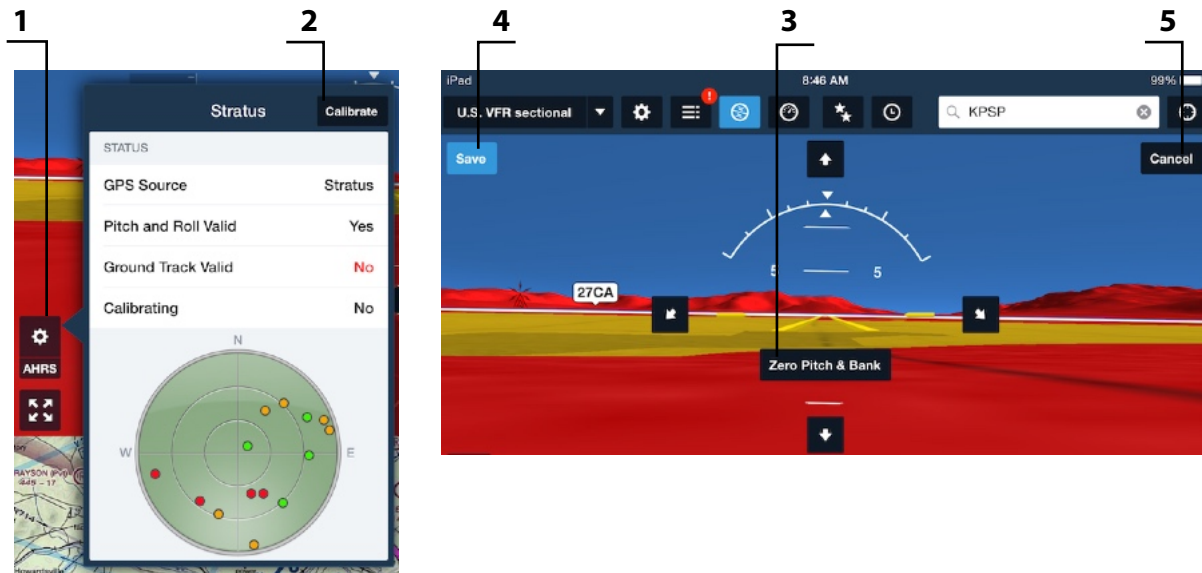 1
2
Stratus
Calibrate
STATUS
GPS Source
Stratus
Pitch and Roll Valid
Yes
Ground Track Valid
No
Calibrating
No
N
W
E
AHRS
4
3
5
iPad
8:46 AM
99%
U.S. VFR sectional
!
KPSP
Save
Cancel
5
5
27CA
Zero Pitch & Bank